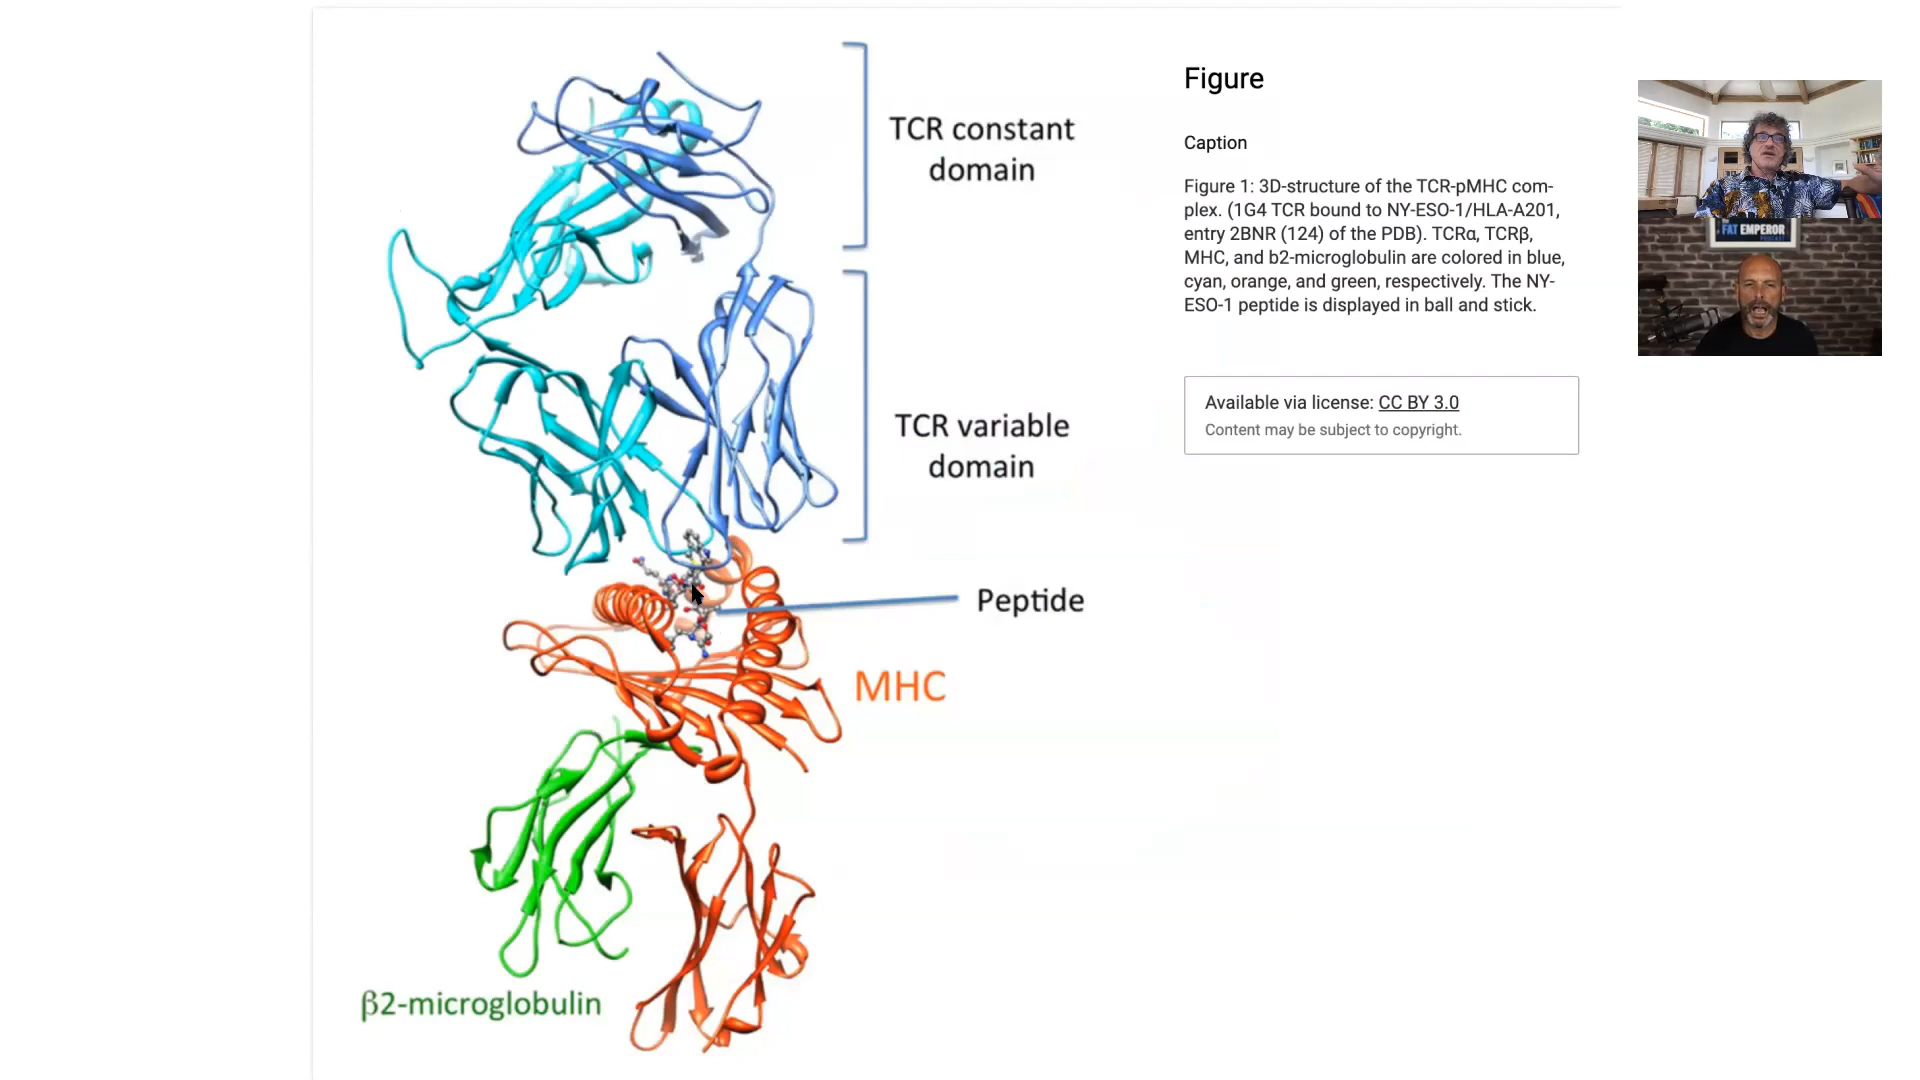 TCR constant
domain
TCR variable
domain
Peptide
MHC
β2-microglobulin
Figure
Caption
Figure 1: 3D-structure of the TCR-pMHC com-
plex. (1G4 TCR bound to NY-ESO-1/HLA-A201,
entry 2BNR (124) of the PDB). TCRα, TCRβ,
MHC, and b2-microglobulin are colored in blue,
cyan, orange, and green, respectively. The NY-
ESO-1 peptide is displayed in ball and stick.
Available via license: CC BY 3.0
Content may be subject to copyright.
FAT EMPEROR
PODCAST